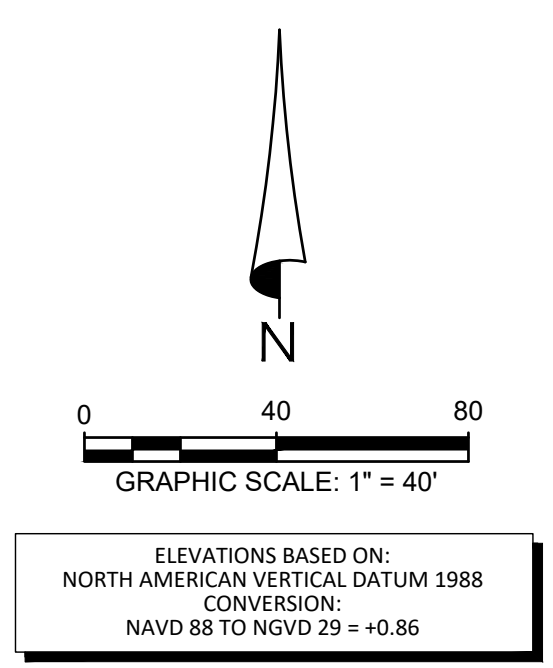 N
0 40 80
GRAPHIC SCALE: 1" = 40'
ELEVATIONS BASED ON:
NORTH AMERICAN VERTICAL DATUM 1988
CONVERSION:
NAVD 88 TO NGVD 29 = +0.86